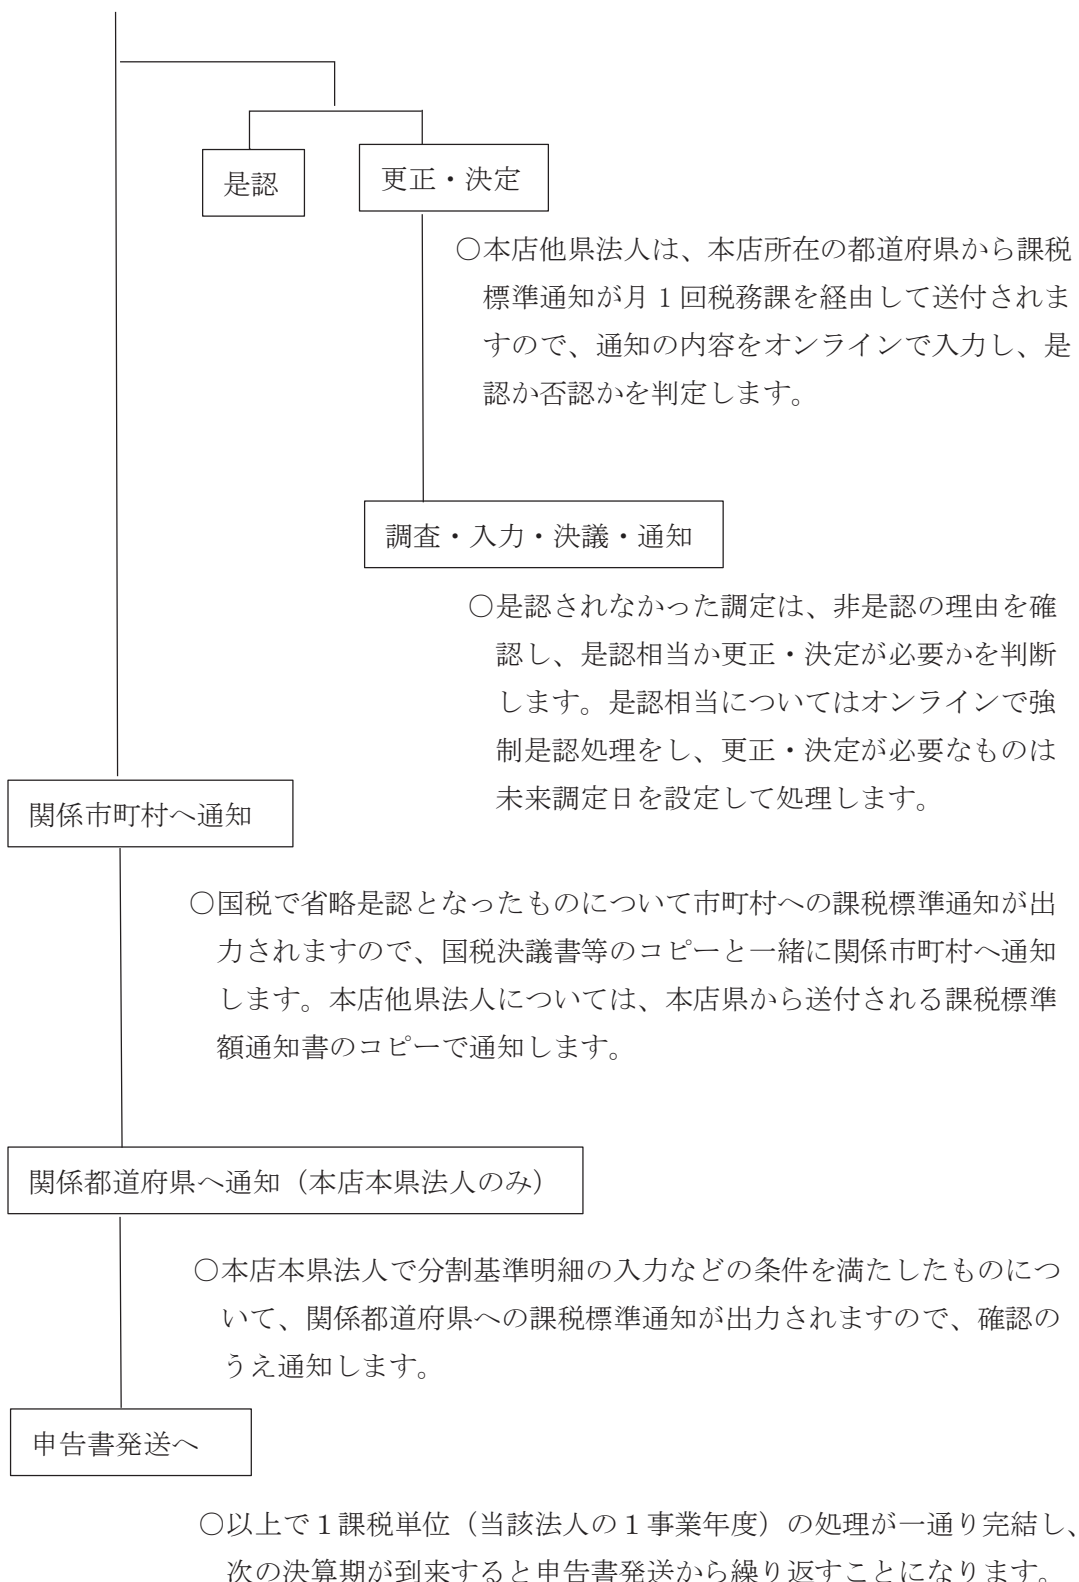 是認
更正・決定
○本店他県法人は、本店所在の都道府県から課税
標準通知が月1回税務課を経由して送付されま
すので、通知の内容をオンラインで入力し、是
認か否認かを判定します。
調査・入力・決議・通知
○是認されなかった調定は、非是認の理由を確
認し、是認相当か更正・決定が必要かを判断
します。是認相当についてはオンラインで強
制是認処理をし、更正・決定が必要なものは
未来調定日を設定して処理します。
関係市町村へ通知
○国税で省略是認となったものについて市町村への課税標準通知が出
力されますので、国税決議書等のコピーと一緒に関係市町村へ通知
します。本店他県法人については、本店県から送付される課税標準
額通知書のコピーで通知します。
関係都道府県へ通知（本店本県法人のみ）
○本店本県法人で分割基準明細の入力などの条件を満たしたものにつ
いて、関係都道府県への課税標準通知が出力されますので、確認の
うえ通知します。
申告書発送へ
○以上で１課税単位（当該法人の１事業年度）の処理が一通り完結し、
次の決算期が到来すると申告書発送から繰り返すことになります。